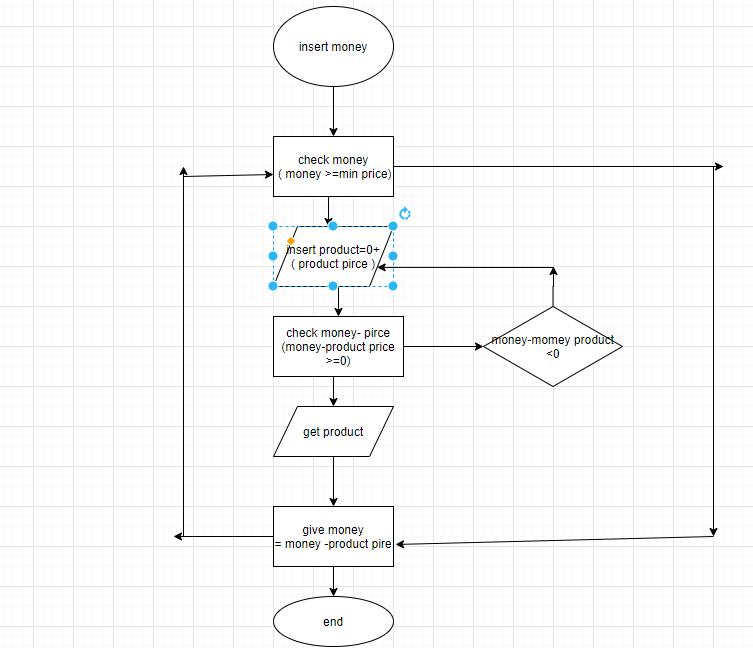 insert money
check money
( money >=min price)
insert product=0+
( product pirce )
check money- pirce
(money-product price
>=0)
money-momey product
<0
get product
give money
= money -product pire
end